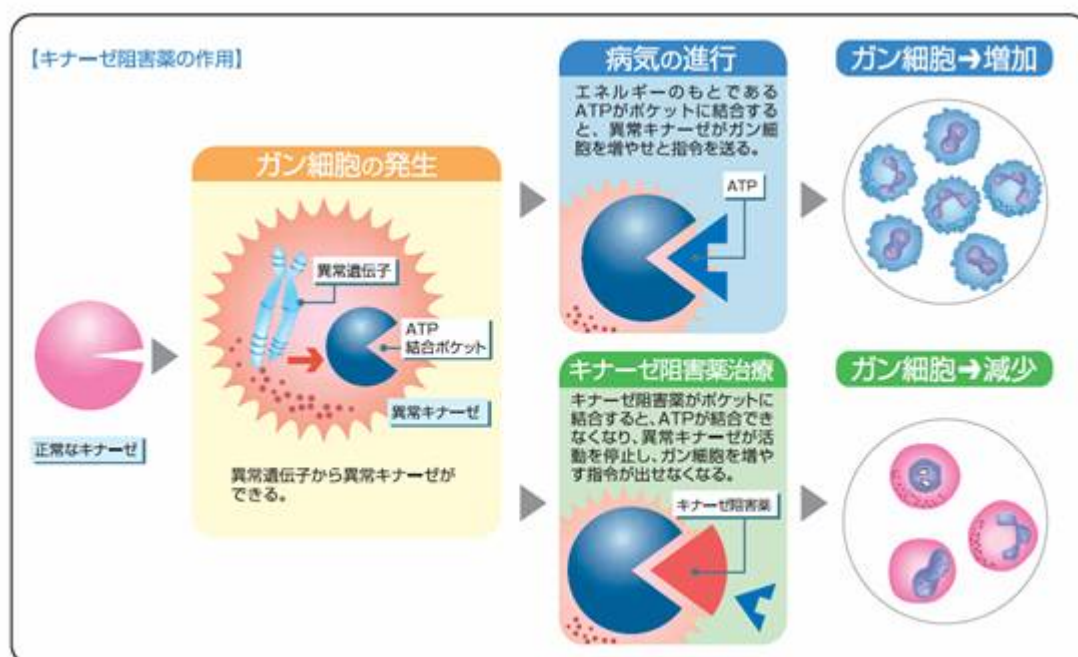 【キナーゼ阻害薬の作用】
正常なキナーゼ
ガン細胞の発生
異常遺伝子
ATP
結合ポケット
異常キナーゼ
異常遺伝子から異常キナーゼが
できる。
病気の進行
エネルギーのもとである
ATPがポケットに結合する
と、異常キナーゼがガン細
胞を増やせと指令を送る。
ATP
ガン細胞→増加
キナーゼ阻害薬治療
キナーゼ阻害薬がポケットに
結合すると、ATPが結合でき
なくなり、異常キナーゼが活
動を停止し、ガン細胞を増や
す指令が出せなくなる。
キナーゼ阻害薬
ガン細胞→減少